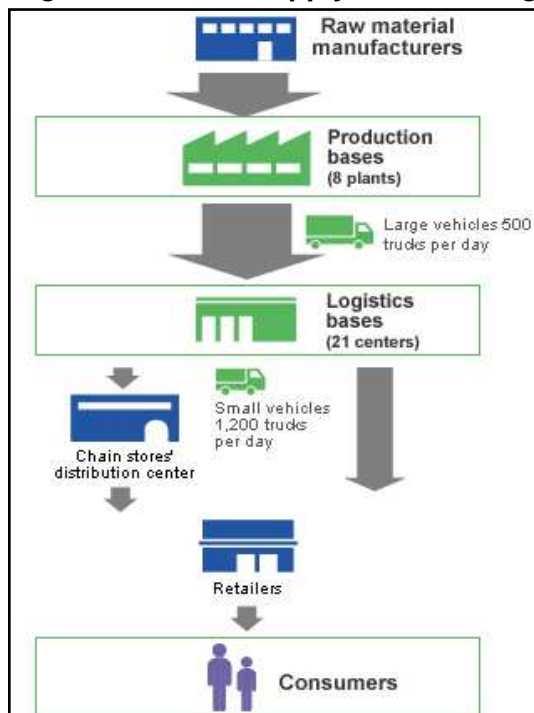 Raw material
manufacturers
Production
bases
(8 plants)
Large vehicles 500
trucks per day
Logistics
bases
(21 centers)
Small vehicles
1,200 trucks
per day
Chain stores'
distribution center
Retailers
Consumers